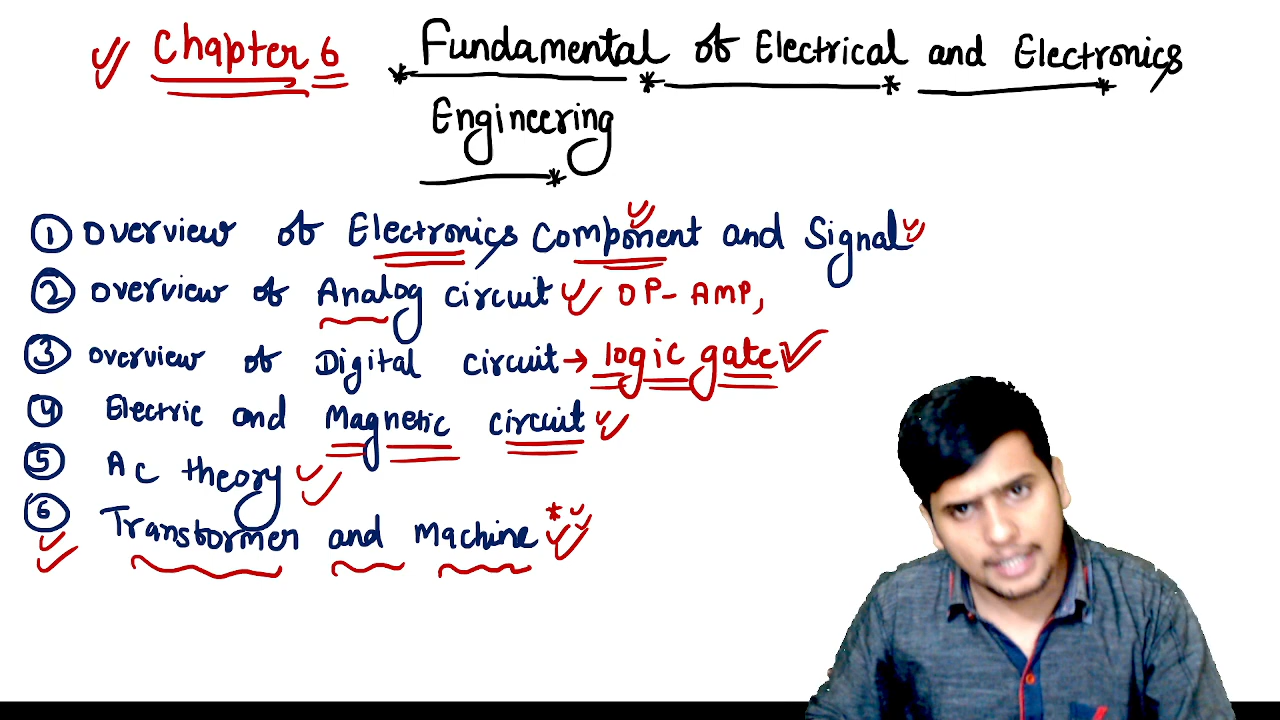 Chapter 6 Fundamental of Electrical and Electronics
Engineering
① Overview of Electronics Component and Signal
② Overview of Analog circuit OP-AMP,
③ Overview of Digital circuit → logic gate
④ Electric and Magnetic circuit
⑤ AC theory
⑥ Transformer and Machine